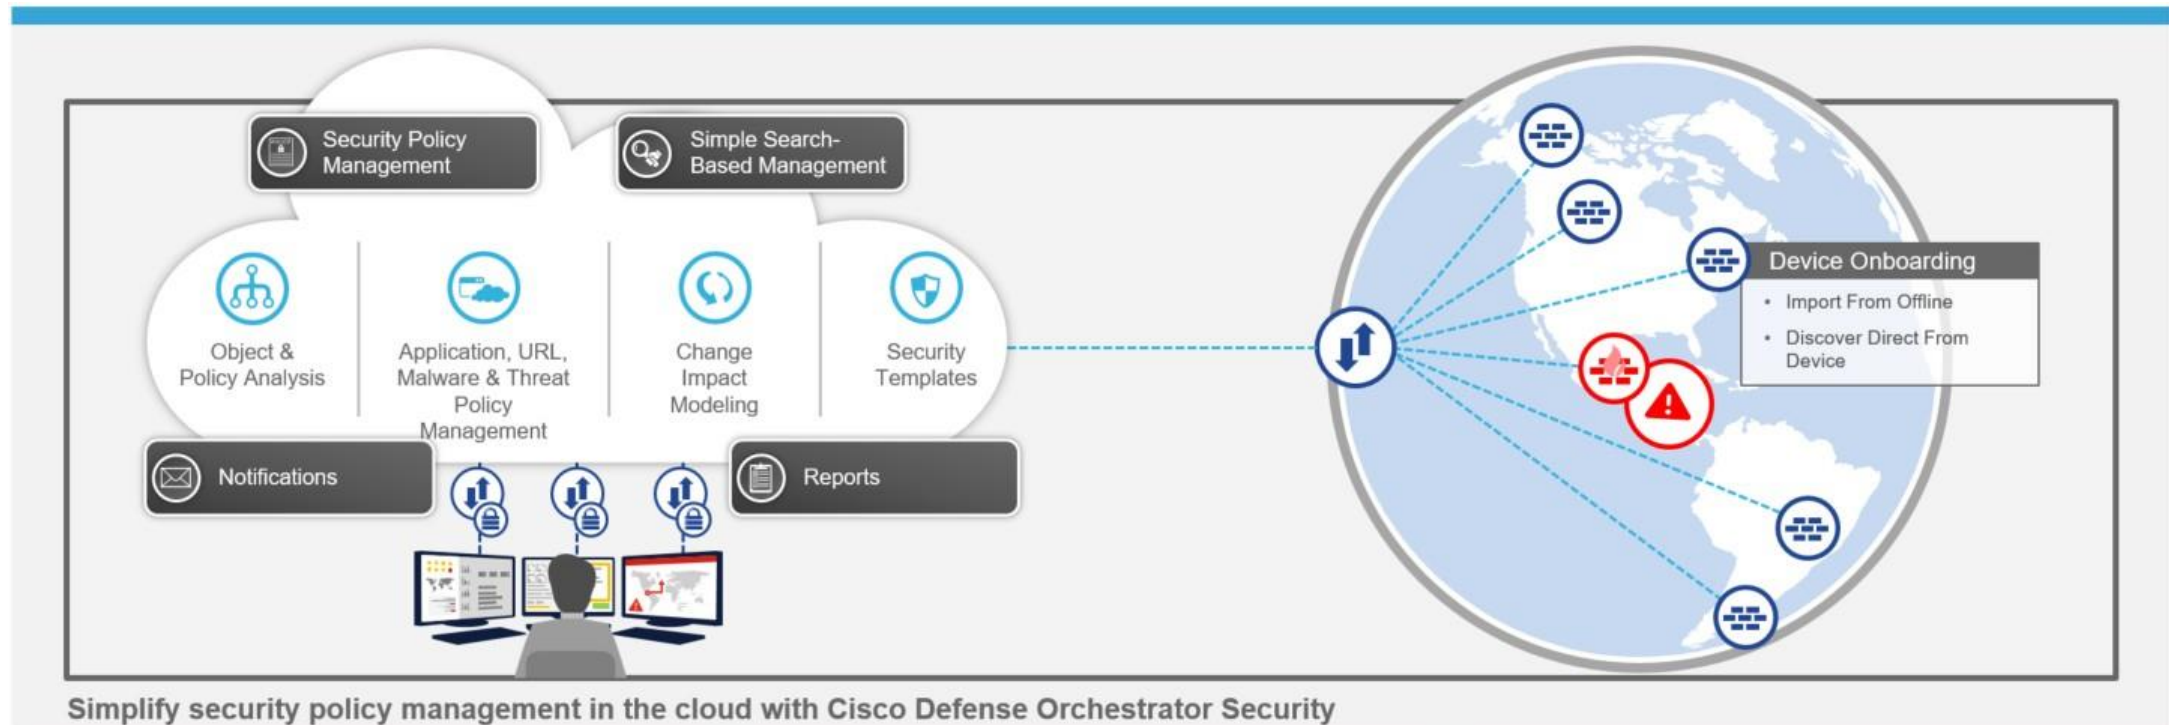 Security Policy
Management
Simple Search-
Based Management
Object &
Policy Analysis
Application, URL,
Malware & Threat
Policy
Management
Change
Impact
Modeling
Security
Templates
Notifications
Reports
Device Onboarding
• Import From Offline
• Discover Direct From
Device
Simplify security policy management in the cloud with Cisco Defense Orchestrator Security